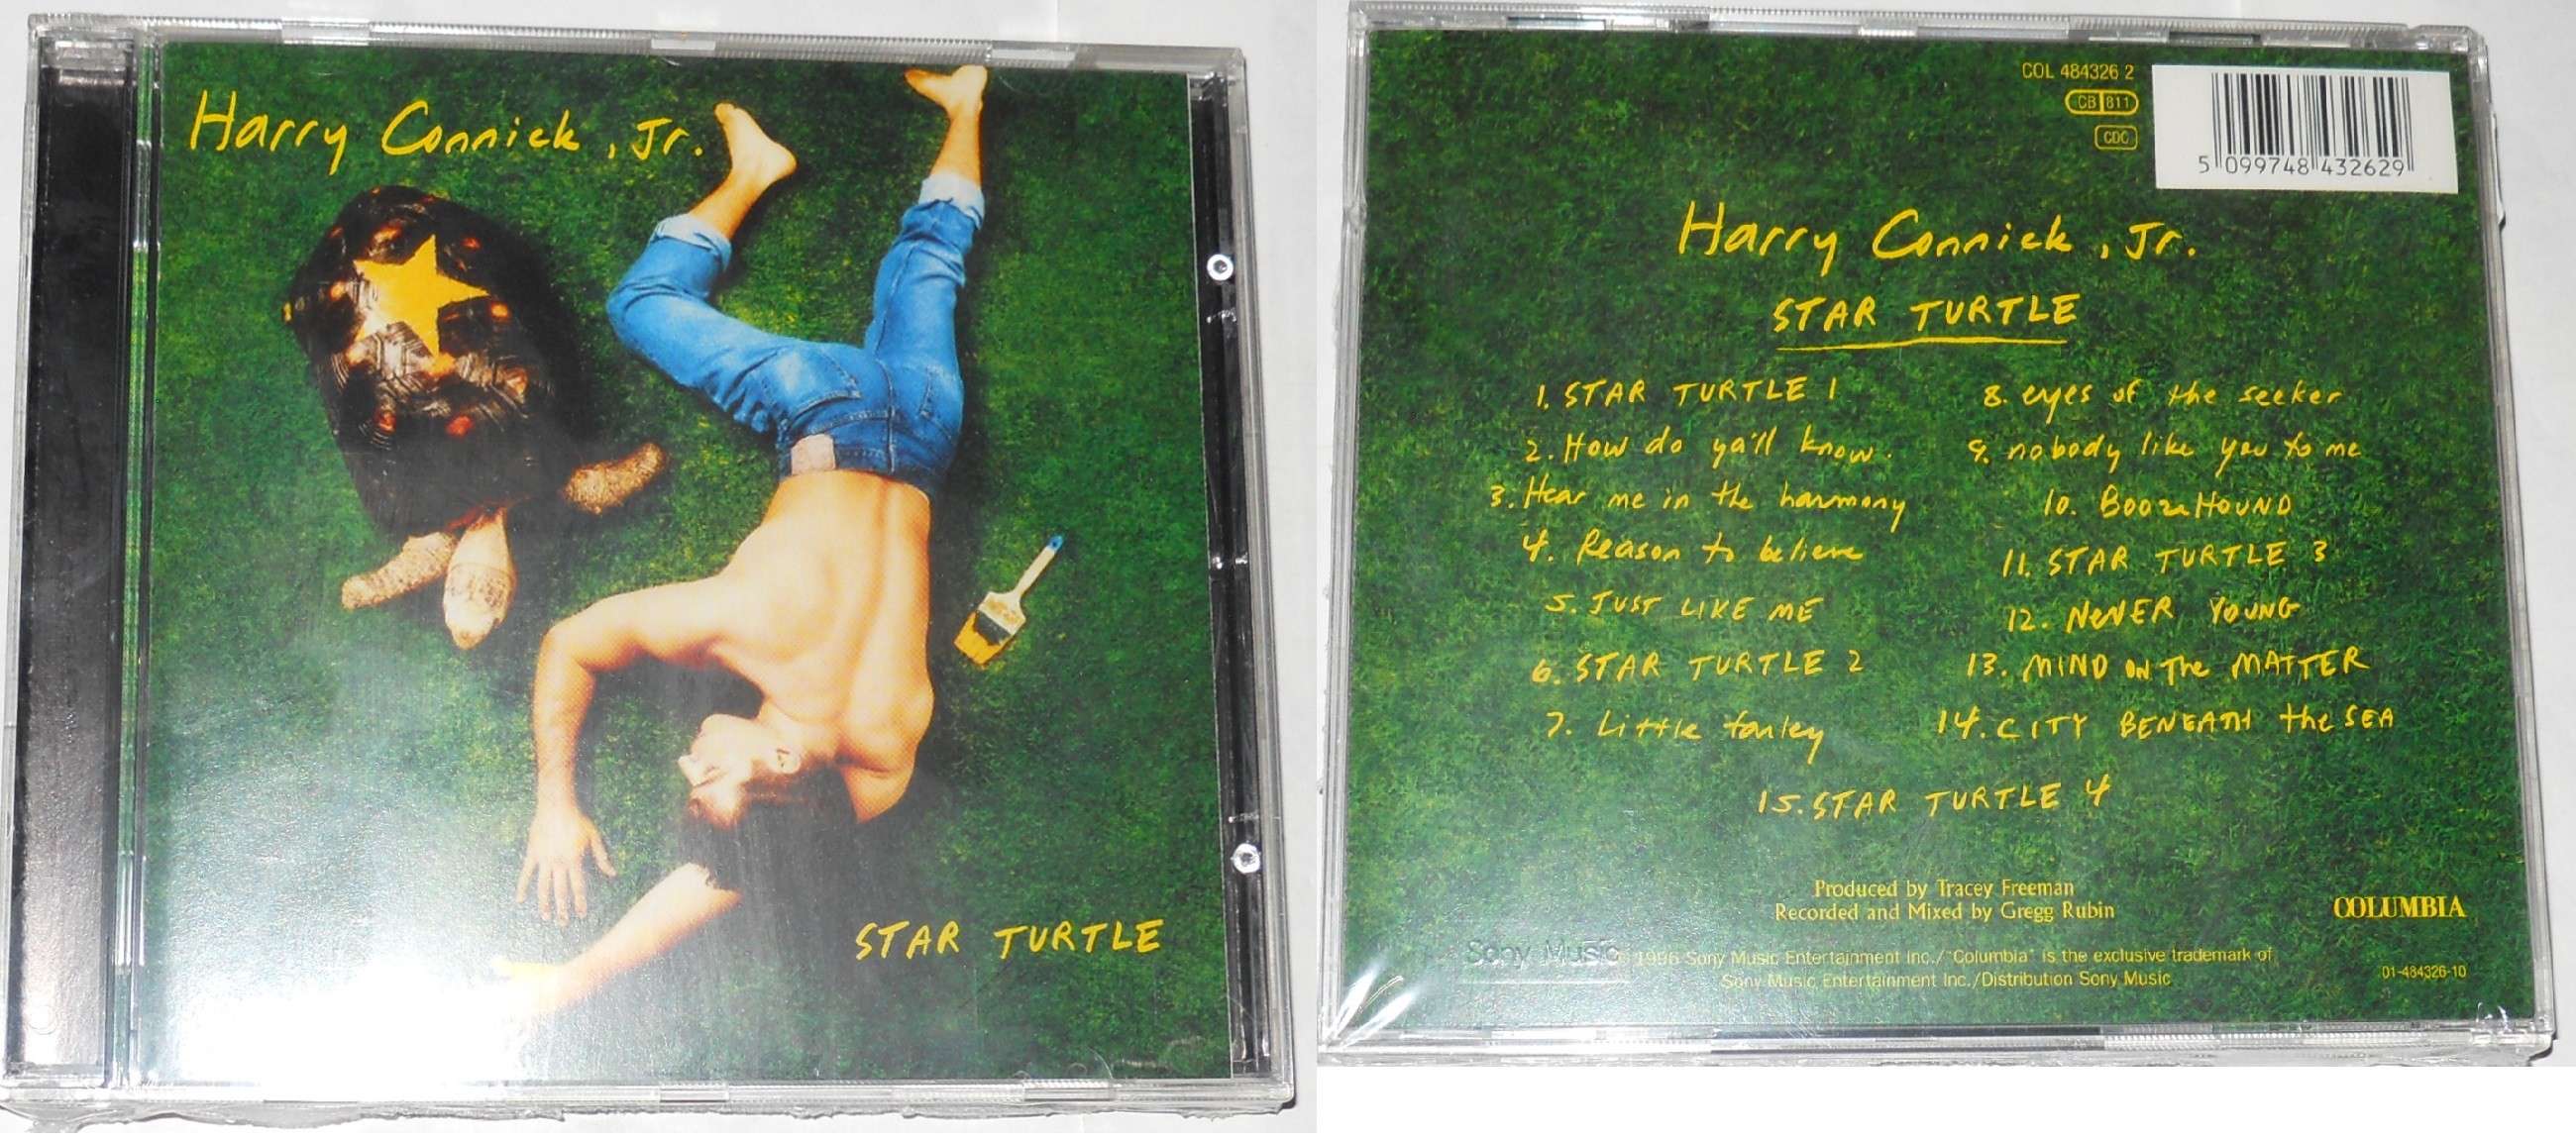 Harry Connick, Jr.
STAR TURTLE
COL 484326 2
CB 811
CDC
5 099748 432629
Harry Connick, Jr.
STAR TURTLE
1. STAR TURTLE 1
2. How do ya'll know.
3. Hear me in the harmony
4. Reason to believe
5. JUST LIKE ME
6. STAR TURTLE 2
7. Little farley
8. eyes of the seeker
9. nobody like you to me
10. BoozeHOUND
11. STAR TURTLE 3
12. NeVER YOUNG
13. MIND ON The MATTER
14. CITY BENEATH the SEA
15. STAR TURTLE 4
Produced by Tracey Freeman
Recorded and Mixed by Gregg Rubin
COLUMBIA
Sony Music
1996 Sony Music Entertainment Inc./"Columbia" is the exclusive trademark of
Sony Music Entertainment Inc./Distribution Sony Music
01-484326-10